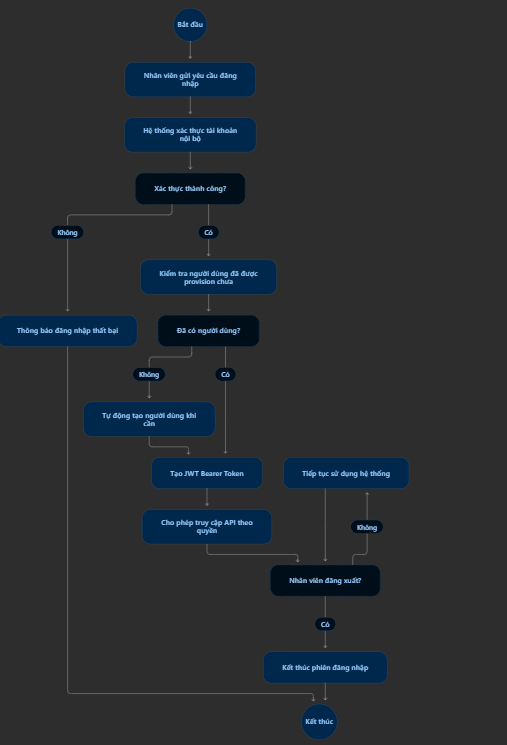 Bắt đầu
Nhân viên gửi yêu cầu đăng
nhập
Hệ thống xác thực tài khoản
nội bộ
Xác thực thành công?
Không
Có
Kiểm tra người dùng đã được
provision chưa
Thông báo đăng nhập thất bại
Đã có người dùng?
Không
Có
Tự động tạo người dùng khi
cần
Tạo JWT Bearer Token
Tiếp tục sử dụng hệ thống
Cho phép truy cập API theo
quyền
Không
Nhân viên đăng xuất?
Có
Kết thúc phiên đăng nhập
Kết thúc